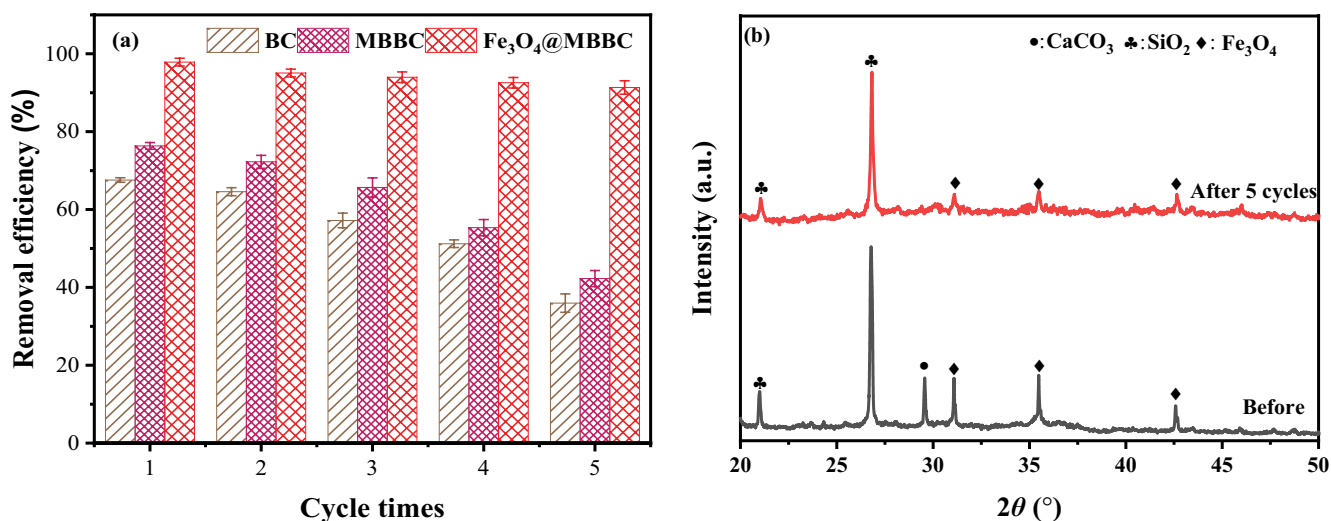 (a)
BC MBBC Fe₃O₄@MBBC
Removal efficiency (%)
100
80
60
40
20
0
1 2 3 4 5
Cycle times
(b)
•:CaCO₃ ♣:SiO₂ ♦: Fe₃O₄
♣
♣ ♦ ♦ ♦
After 5 cycles
♣ • ♦ ♦ ♦
Before
Intensity (a.u.)
20 25 30 35 40 45 50
2θ (°)